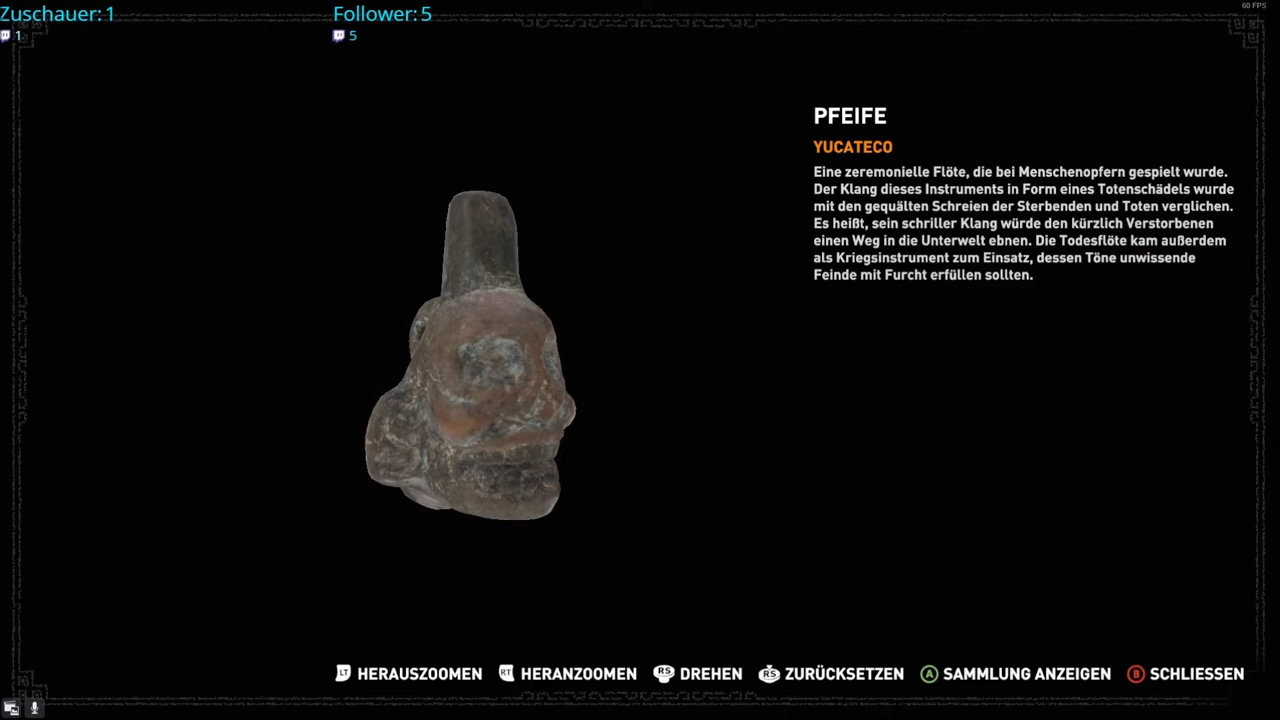 Zuschauer: 1
Follower: 5
60 FPS
1
5
PFEIFE
YUCATECO
Eine zeremonielle Flöte, die bei Menschenopfern gespielt wurde.
Der Klang dieses Instruments in Form eines Totenschädels wurde
mit den gequälten Schreien der Sterbenden und Toten verglichen.
Es heißt, sein schriller Klang würde den kürzlich Verstorbenen
einen Weg in die Unterwelt ebnen. Die Todesflöte kam außerdem
als Kriegsinstrument zum Einsatz, dessen Töne unwissende
Feinde mit Furcht erfüllen sollten.
LT HERAUSZOOMEN RT HERANZOOMEN RS DREHEN RS ZURÜCKSETZEN A SAMMLUNG ANZEIGEN B SCHLIESSEN